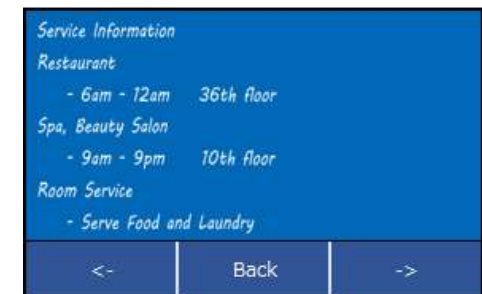 Service Information
Restaurant
- 6am - 12am 36th floor
Spa, Beauty Salon
- 9am - 9pm 10th floor
Room Service
- Serve Food and Laundry
<- Back ->